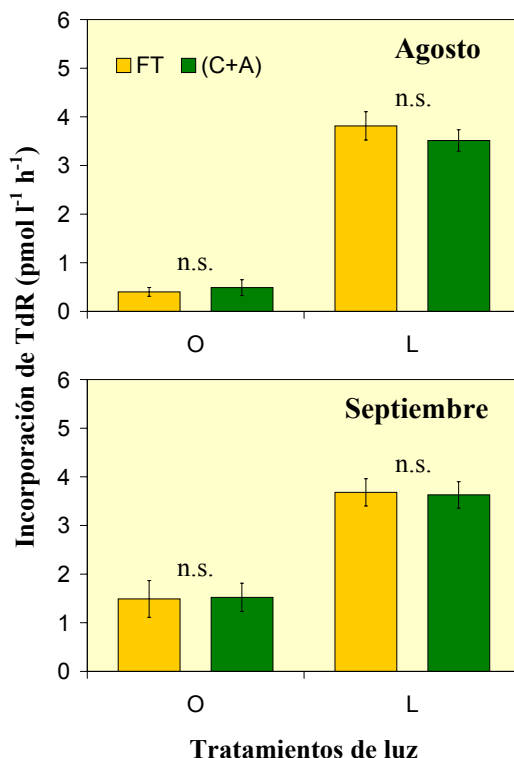 Incorporación de TdR (pmol l⁻¹ h⁻¹)
6
5
4
3
2
1
0
FT (C+A)
Agosto
n.s.
n.s.
O L
6
5
4
3
2
1
0
Septiembre
n.s.
n.s.
O L
Tratamientos de luz